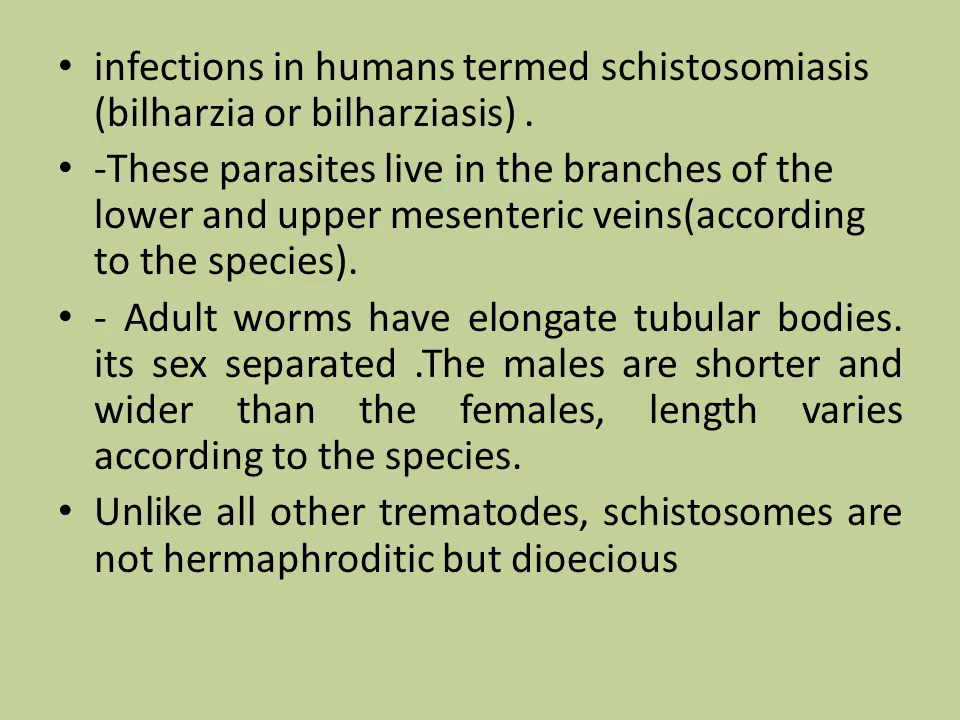 • infections in humans termed schistosomiasis
(bilharzia or bilharziasis) .
• -These parasites live in the branches of the
lower and upper mesenteric veins(according
to the species).
• - Adult worms have elongate tubular bodies.
its sex separated .The males are shorter and
wider than the females, length varies
according to the species.
• Unlike all other trematodes, schistosomes are
not hermaphroditic but dioecious